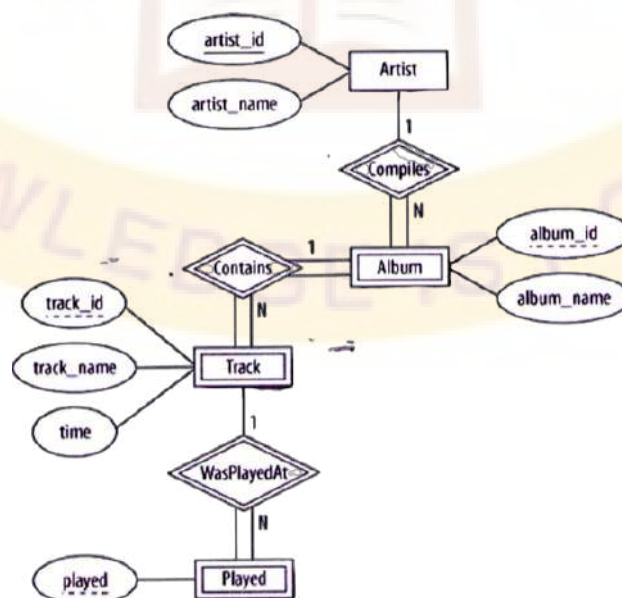 artist_id
Artist
artist_name
1
Compiles
N
album_id
1
Contains
Album
album_name
track_id
N
track_name
Track
time
1
WasPlayedAt
N
played
Played